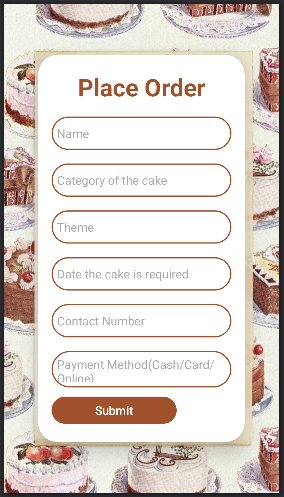 Place Order
Name
Category of the cake
Theme
Date the cake is required
Contact Number
Payment Method(Cash/Card/
Online)
Submit